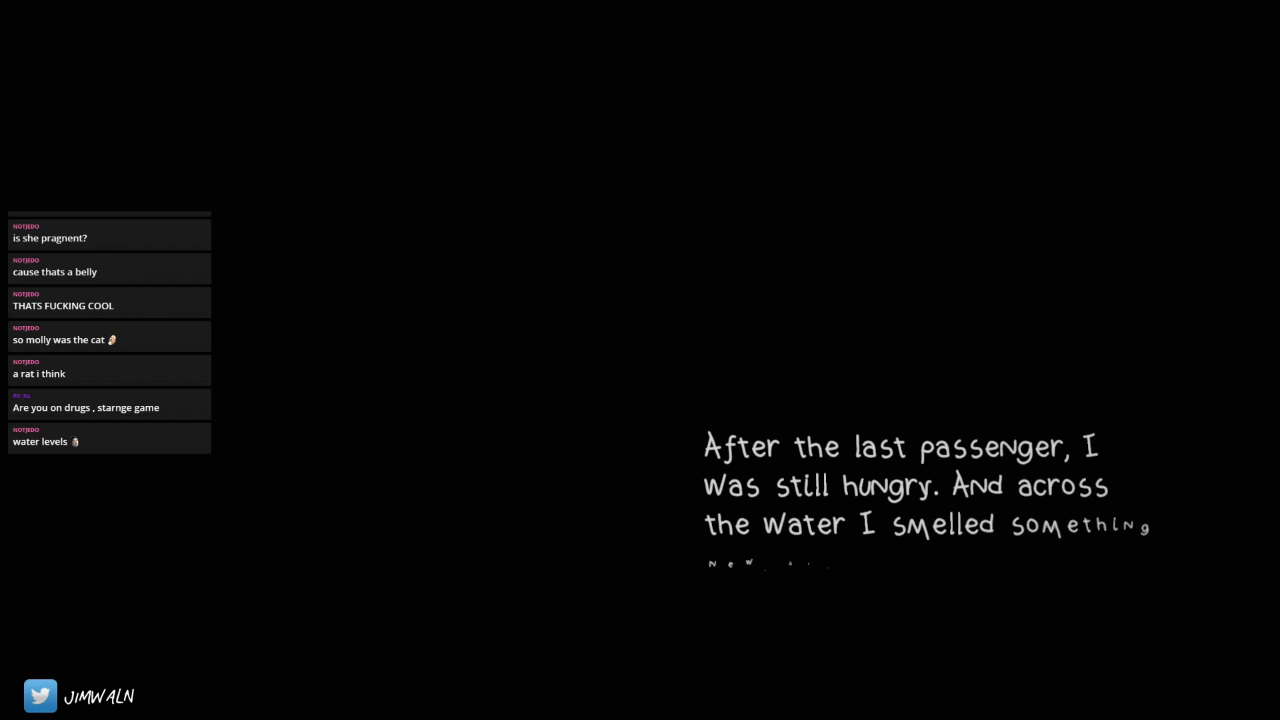 NOTJEDO
is she pragnent?
NOTJEDO
cause thats a belly
NOTJEDO
THATS FUCKING COOL
NOTJEDO
so molly was the cat
NOTJEDO
a rat i think
Are you on drugs , starnge game
NOTJEDO
water levels
After the last passenger, I
was still hungry. And across
the water I smelled something
new
JIMWALN